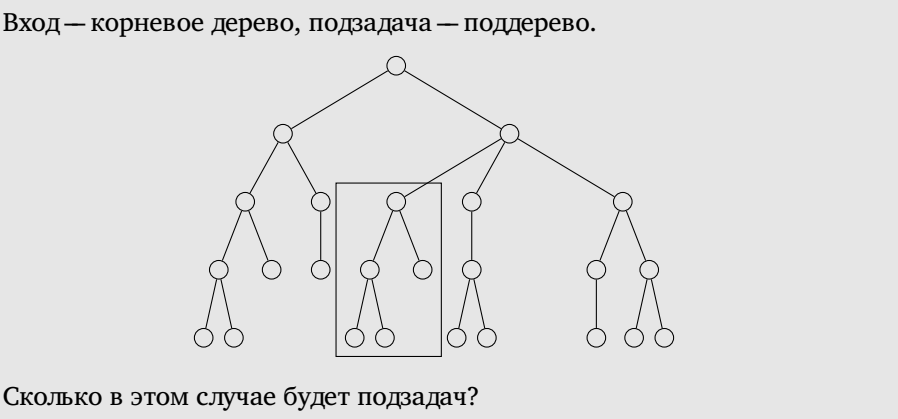 Вход — корневое дерево, подзадача — поддерево.
Сколько в этом случае будет подзадач?